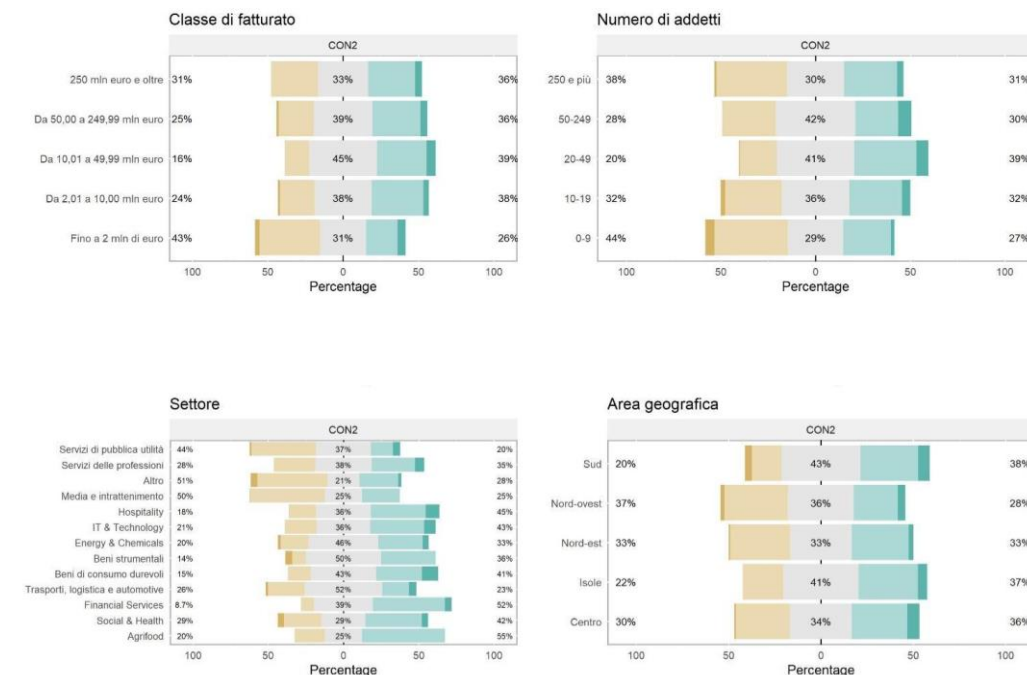 Classe di fatturato
CON2
250 mln euro e oltre 31% 33% 36%
Da 50,00 a 249,99 mln euro 25% 39% 36%
Da 10,01 a 49,99 mln euro 16% 45% 39%
Da 2,01 a 10,00 mln euro 24% 38% 38%
Fino a 2 mln di euro 43% 31% 26%
100 50 0 50 100
Percentage
Numero di addetti
CON2
250 e più 38% 30% 31%
50-249 28% 42% 30%
20-49 20% 41% 39%
10-19 32% 36% 32%
0-9 44% 29% 27%
100 50 0 50 100
Percentage
Settore
CON2
Servizi di pubblica utilità 44% 37% 20%
Servizi delle professioni 28% 38% 35%
Altro 51% 21% 28%
Media e intrattenimento 50% 25% 25%
Hospitality 18% 36% 45%
IT & Technology 21% 36% 43%
Energy & Chemicals 20% 46% 33%
Beni strumentali 14% 50% 36%
Beni di consumo durevoli 15% 43% 41%
Trasporti, logistica e automotive 26% 52% 23%
Financial Services 8.7% 39% 52%
Social & Health 29% 29% 42%
Agrifood 20% 25% 55%
100 50 0 50 100
Percentage
Area geografica
CON2
Sud 20% 43% 38%
Nord-ovest 37% 36% 28%
Nord-est 33% 33% 33%
Isole 22% 41% 37%
Centro 30% 34% 36%
100 50 0 50 100
Percentage